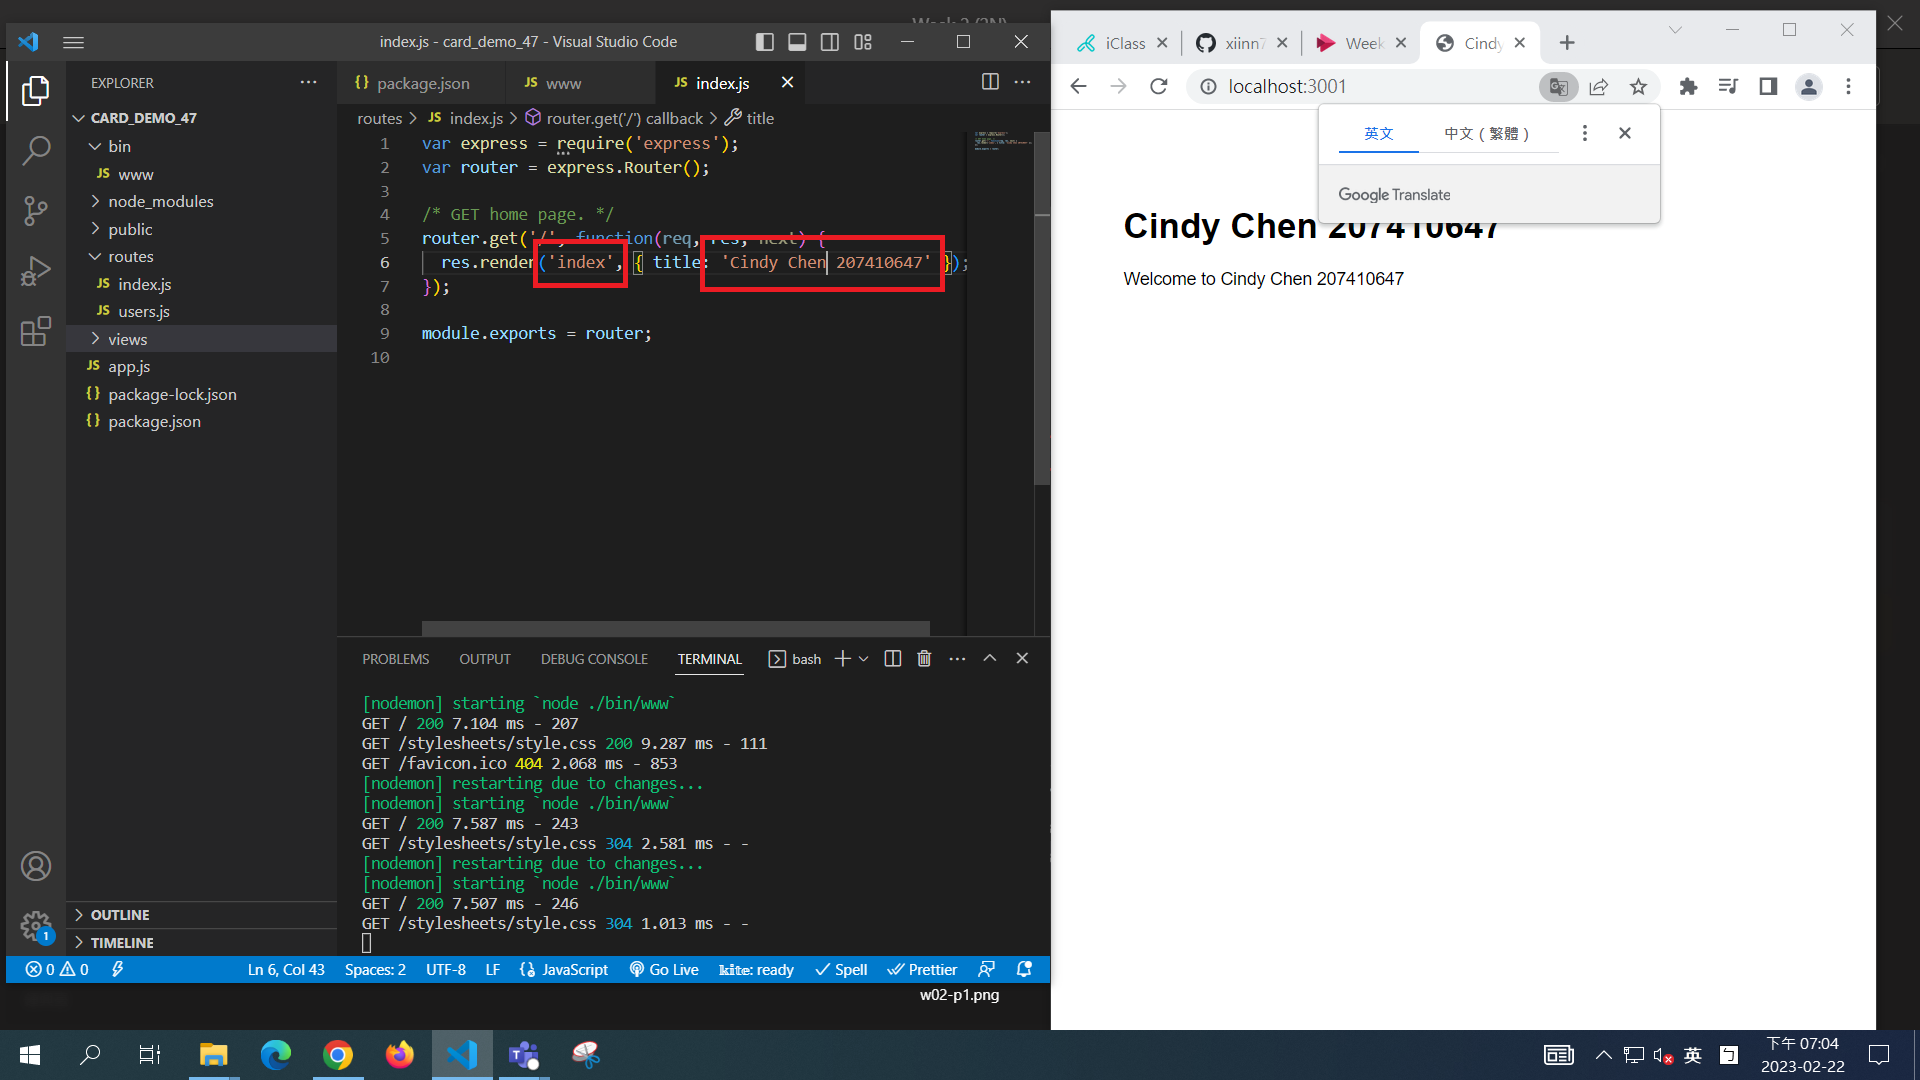 index.js - card_demo_47 - Visual Studio Code
EXPLORER
CARD_DEMO_47
bin
JS www
node_modules
public
routes
JS index.js
JS users.js
views
JS app.js
{} package-lock.json
{} package.json
OUTLINE
TIMELINE
{} package.json
JS www
JS index.js
routes > JS index.js > router.get('/') callback > title
1 var express = require('express');
2 var router = express.Router();
3
4 /* GET home page. */
5 router.get('/', function(req, res, next) {
6 res.render('index', { title: 'Cindy Chen 207410647' });
7 });
8
9 module.exports = router;
10
PROBLEMS OUTPUT DEBUG CONSOLE TERMINAL bash
[nodemon] starting `node ./bin/www`
GET / 200 7.104 ms - 207
GET /stylesheets/style.css 200 9.287 ms - 111
GET /favicon.ico 404 2.068 ms - 853
[nodemon] restarting due to changes...
[nodemon] starting `node ./bin/www`
GET / 200 7.587 ms - 243
GET /stylesheets/style.css 304 2.581 ms - -
[nodemon] restarting due to changes...
[nodemon] starting `node ./bin/www`
GET / 200 7.507 ms - 246
GET /stylesheets/style.css 304 1.013 ms - -
1
0 0 Ln 6, Col 43 Spaces: 2 UTF-8 LF JavaScript Go Live kite: ready Spell Prettier
w02-p1.png
iClass xiinn7 Week Cindy
localhost:3001
英文 中文（繁體）
Google Translate
Cindy Chen 207410647
Welcome to Cindy Chen 207410647
英
下午 07:04
2023-02-22